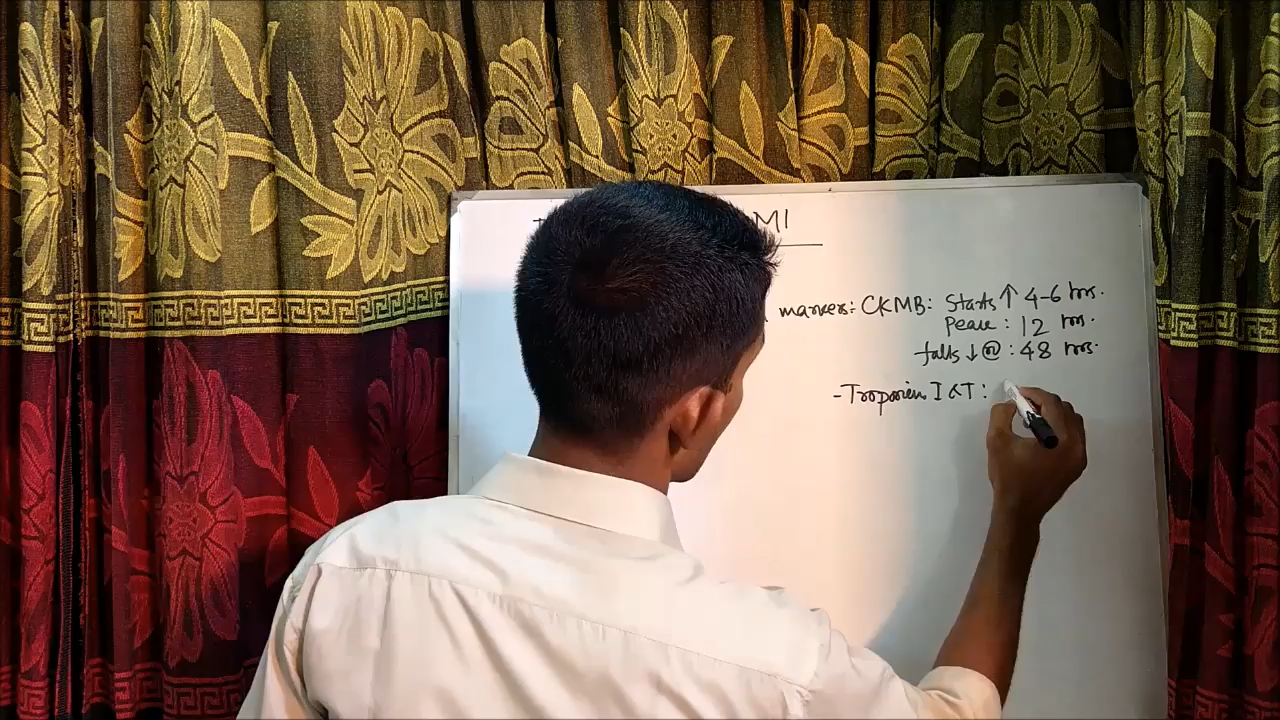 MI
markers: CKMB: Starts ↑ 4-6 hrs.
Peak : 12 hrs.
falls ↓ @ : 48 hrs.
-Troponin I & T :